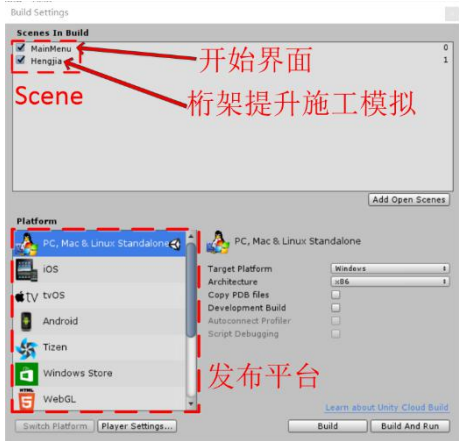 Build Settings
Scenes In Build
MainMenu 0
Hengjia 1
开始界面
Scene
桁架提升施工模拟
Add Open Scenes
Platform
PC, Mac & Linux Standalone
iOS
tvOS
Android
Tizen
Windows Store
HTML
WebGL
PC, Mac & Linux Standalone
Target Platform Windows
Architecture x86
Copy PDB files
Development Build
Autoconnect Profiler
Script Debugging
发布平台
Learn about Unity Cloud Build
Switch Platform Player Settings... Build Build And Run